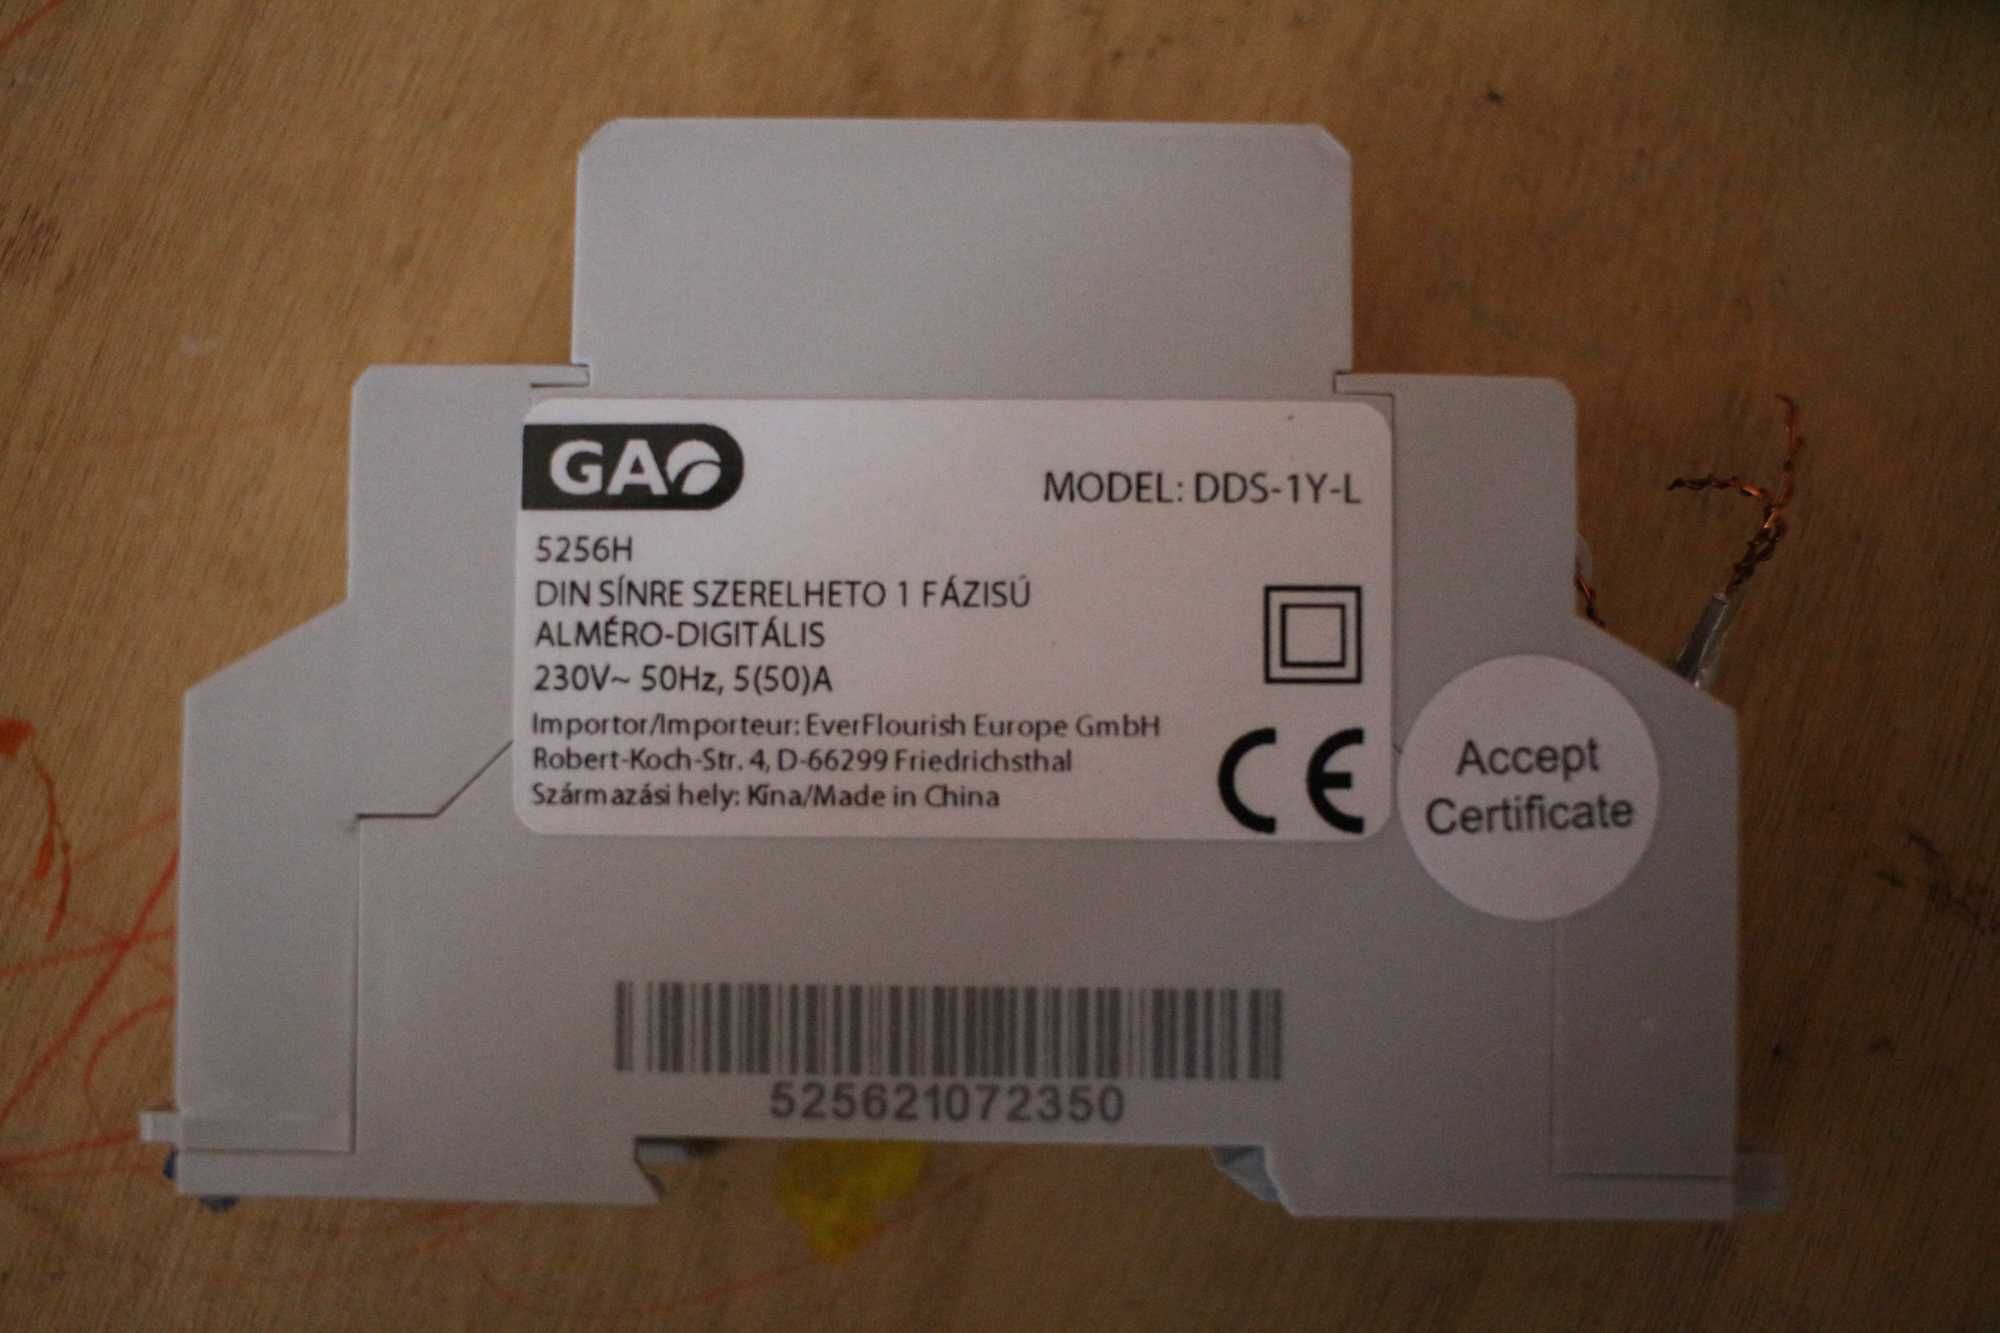 GAO
MODEL: DDS-1Y-L
5256H
DIN SÍNRE SZERELHETO 1 FÁZISÚ
ALMÉRO-DIGITÁLIS
230V~ 50Hz, 5(50)A
Importor/Importeur: EverFlourish Europe GmbH
Robert-Koch-Str. 4, D-66299 Friedrichsthal
Származási hely: Kína/Made in China
CE
Accept
Certificate
525621072350